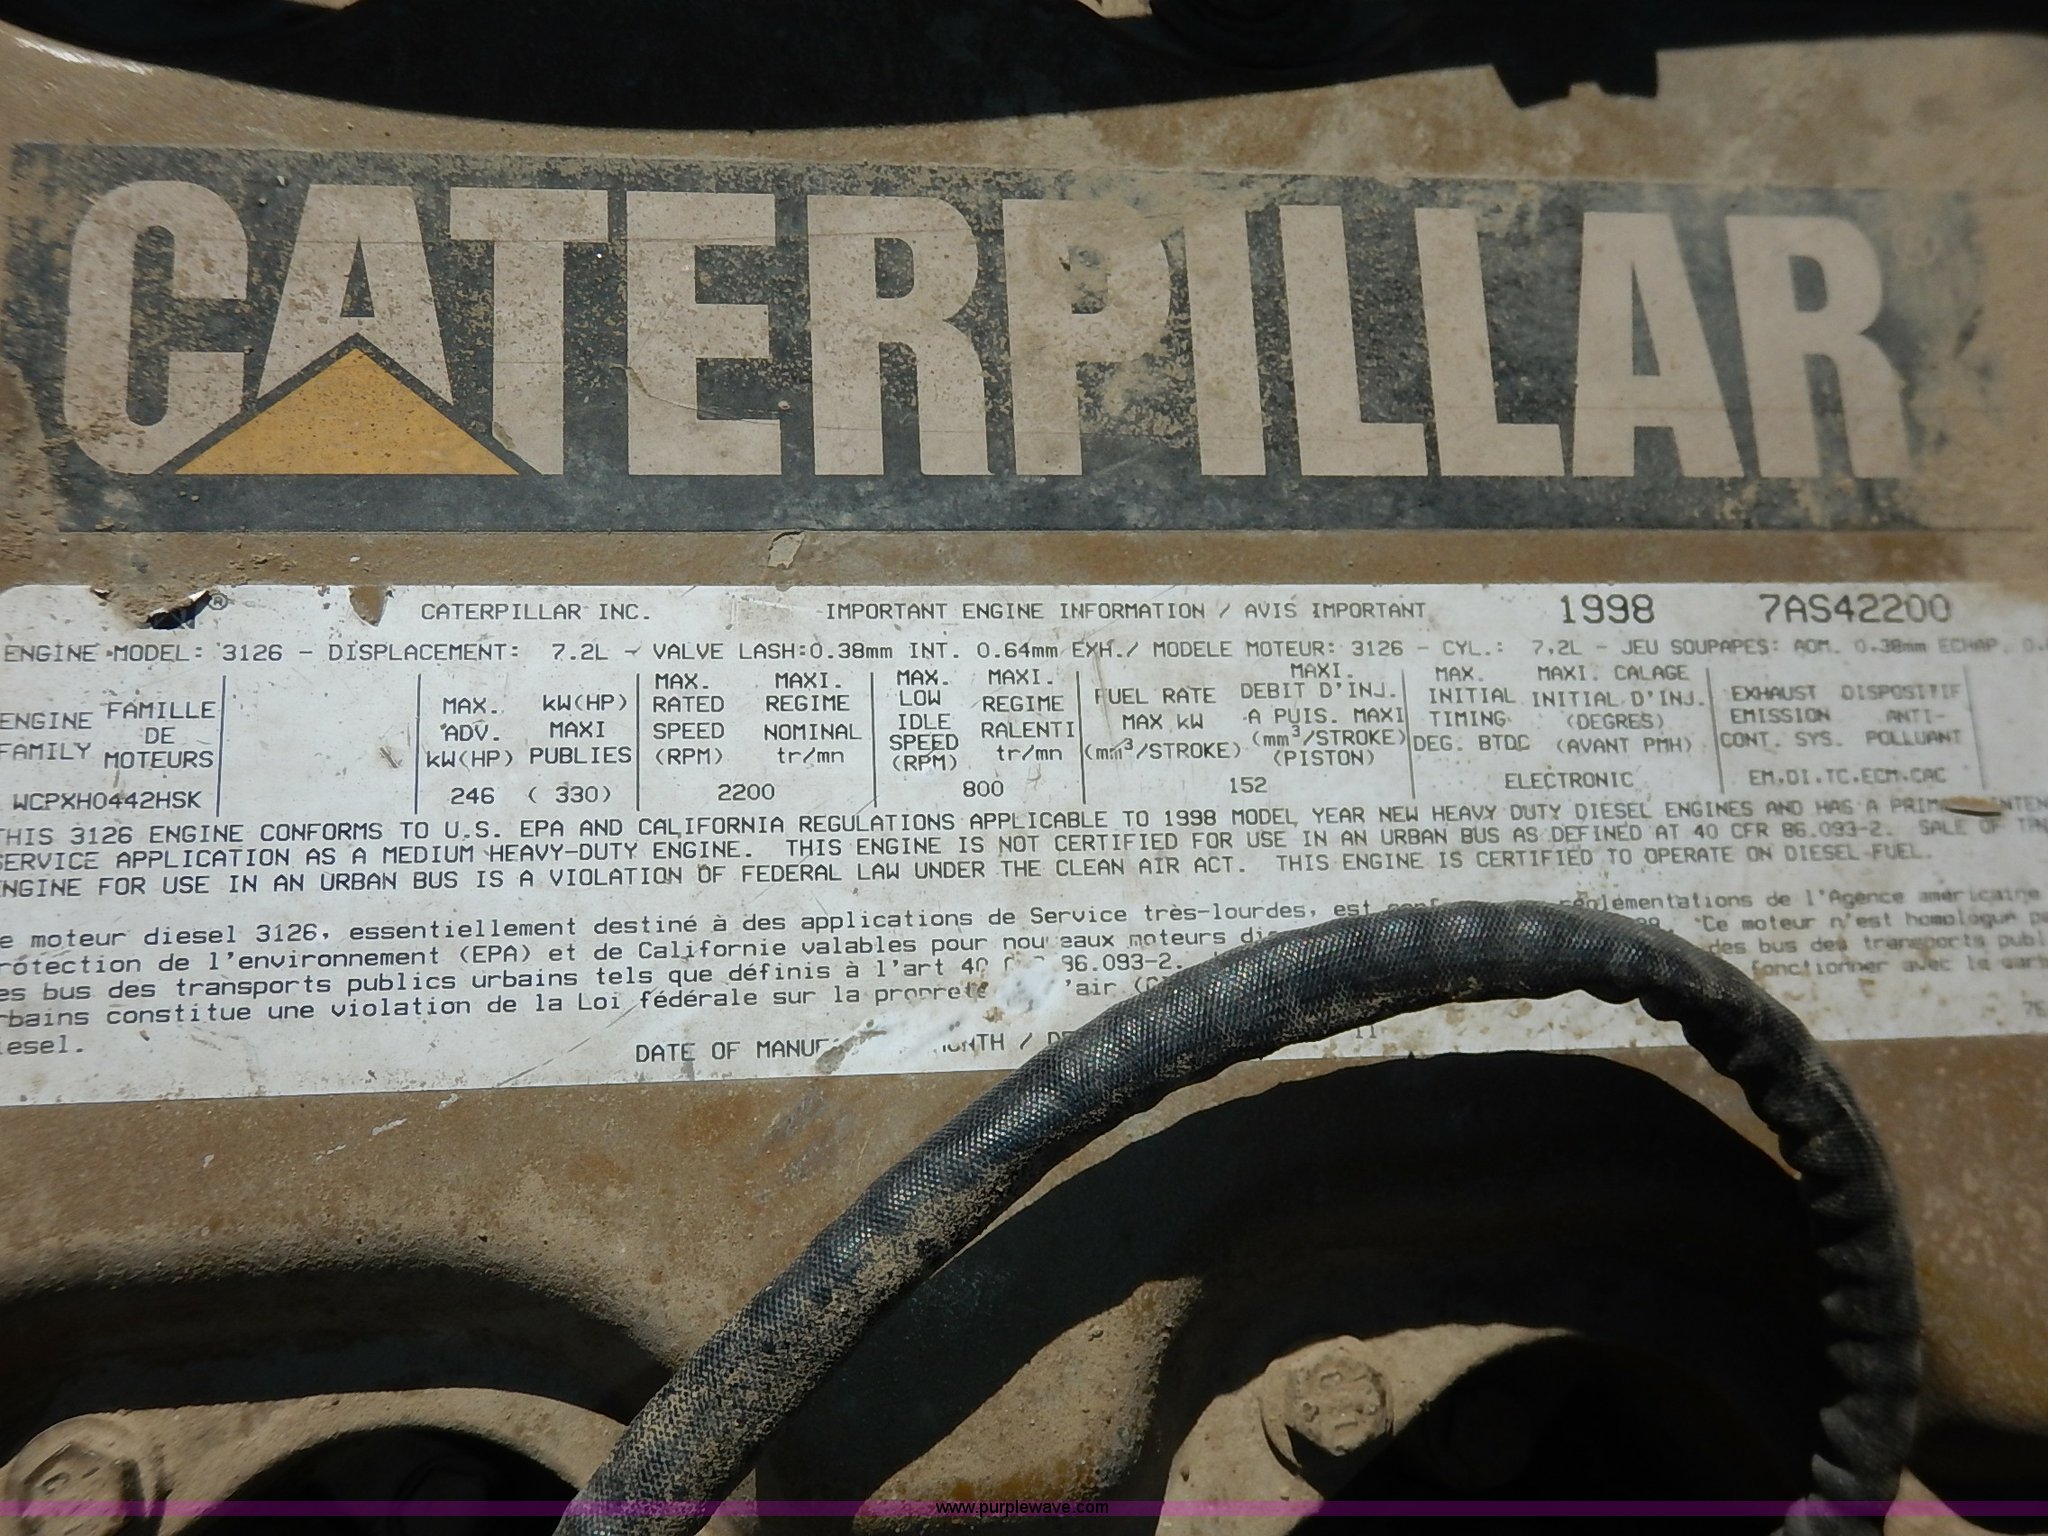 CATERPILLAR
®
CATERPILLAR INC. IMPORTANT ENGINE INFORMATION / AVIS IMPORTANT 1998 7AS42200
ENGINE MODEL: 3126 - DISPLACEMENT: 7.2L - VALVE LASH:0.38mm INT. 0.64mm EXH./ MODELE MOTEUR: 3126 - CYL.: 7.2L - JEU SOUPAPES: ADM. 0.38mm ECHAP.
ENGINE FAMILY
FAMILLE DE MOTEURS
MAX. ADV. kW(HP)
kW(HP) MAXI PUBLIES
MAX. RATED SPEED (RPM)
MAXI. REGIME NOMINAL tr/mn
MAX. LOW IDLE SPEED (RPM)
MAXI. REGIME RALENTI tr/mn
FUEL RATE MAX kW (mm³/STROKE)
MAXI. DEBIT D'INJ. A PUIS. MAXI (mm³/STROKE) (PISTON)
MAX. INITIAL TIMING DEG. BTDC
MAXI. CALAGE INITIAL D'INJ. (DEGRES) (AVANT PMH)
EXHAUST EMISSION CONT. SYS.
DISPOSITIF ANTI-POLLUANT
WCPXH0442HSK 246 ( 330) 2200 800 152 ELECTRONIC EM,DI,TC,ECM,CAC
THIS 3126 ENGINE CONFORMS TO U.S. EPA AND CALIFORNIA REGULATIONS APPLICABLE TO 1998 MODEL YEAR NEW HEAVY DUTY DIESEL ENGINES AND HAS A
SERVICE APPLICATION AS A MEDIUM HEAVY-DUTY ENGINE. THIS ENGINE IS NOT CERTIFIED FOR USE IN AN URBAN BUS AS DEFINED AT 40 CFR 86.093-2. SALE OF
ENGINE FOR USE IN AN URBAN BUS IS A VIOLATION OF FEDERAL LAW UNDER THE CLEAN AIR ACT. THIS ENGINE IS CERTIFIED TO OPERATE ON DIESEL FUEL.
e moteur diesel 3126, essentiellement destiné à des applications de Service très-lourdes, est réglementations de l'Agence américaine
rotection de l'environnement (EPA) et de Californie valables pour nouveaux moteurs "Ce moteur n'est homologué
es bus des transports publics urbains tels que définis à l'art 40 86.093-2. des bus des transports publ
rbains constitue une violation de la Loi fédérale sur la propreté l'air fonctionner avec le
iesel.
DATE OF MONTH / 11
www.purplewave.com